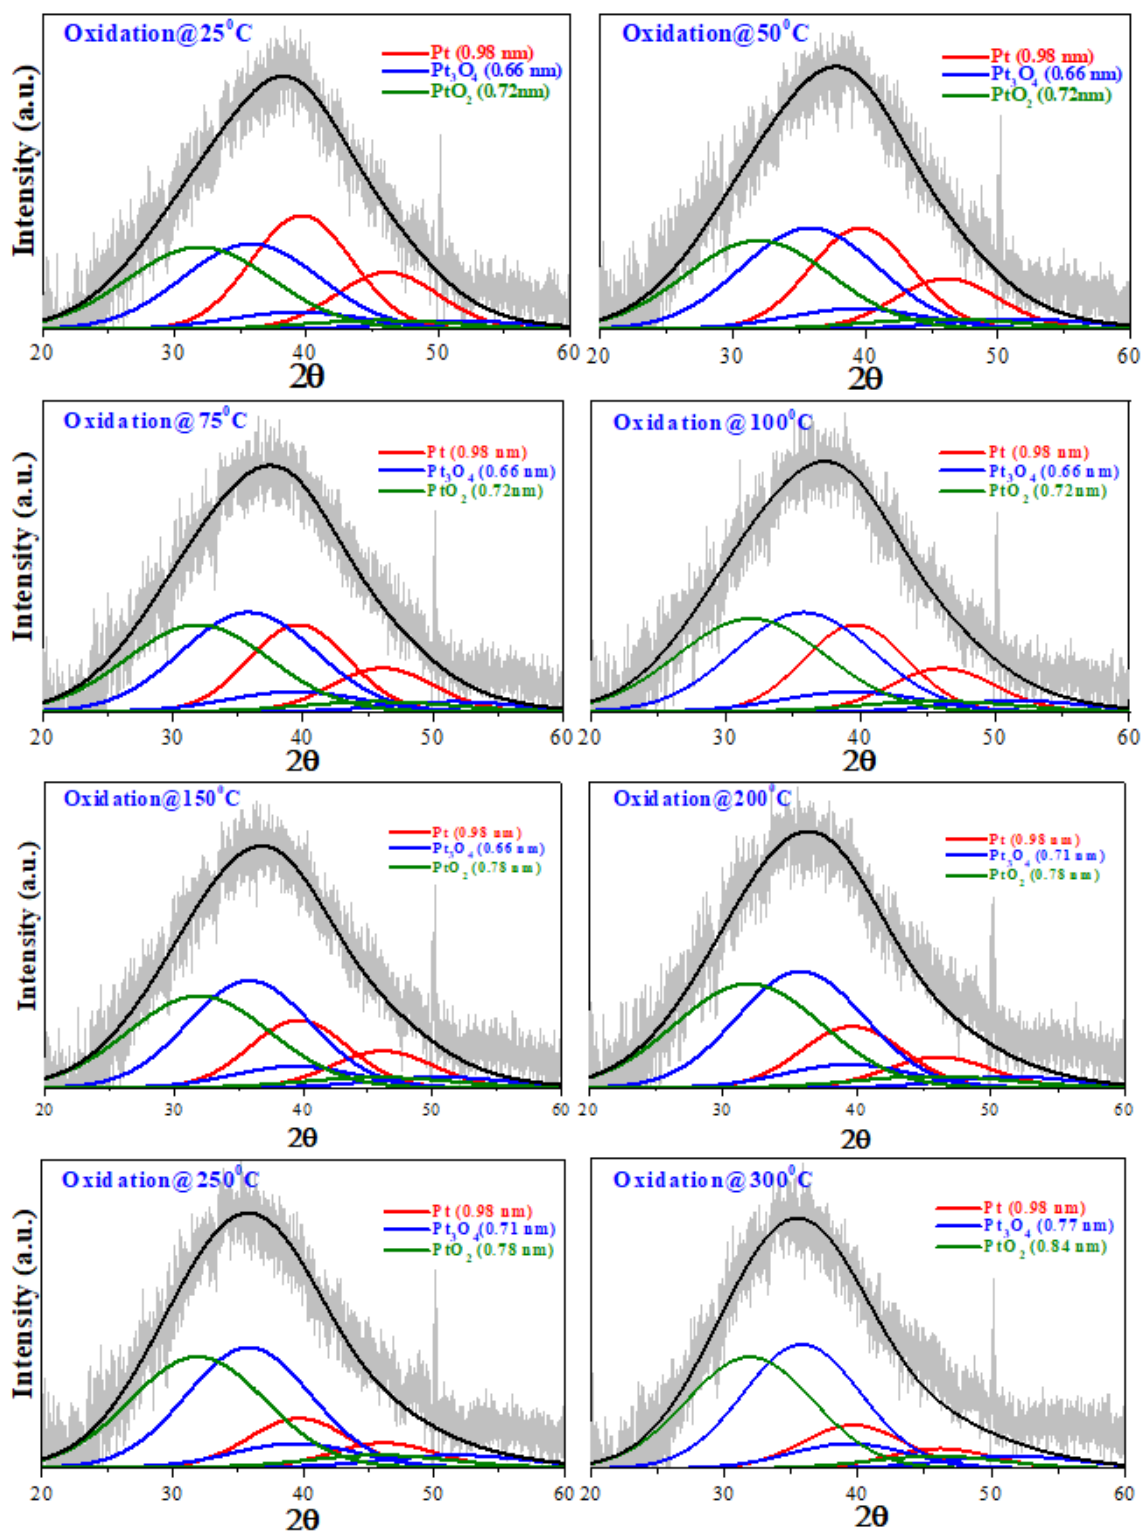 Oxidation@25⁰C
Pt (0.98 nm)
Pt₃O₄ (0.66 nm)
PtO₂ (0.72nm)
Intensity (a.u.)
20 30 40 50 60
2θ
Oxidation@50⁰C
Pt (0.98 nm)
Pt₃O₄ (0.66 nm)
PtO₂ (0.72nm)
20 30 40 50 60
2θ
Oxidation@75⁰C
Pt (0.98 nm)
Pt₃O₄ (0.66 nm)
PtO₂ (0.72nm)
Intensity (a.u.)
20 30 40 50 60
2θ
Oxidation@100⁰C
Pt (0.98 nm)
Pt₃O₄ (0.66 nm)
PtO₂ (0.72nm)
20 30 40 50 60
2θ
Oxidation@150⁰C
Pt (0.98 nm)
Pt₃O₄ (0.66 nm)
PtO₂ (0.78 nm)
Intensity (a.u.)
20 30 40 50 60
2θ
Oxidation@200⁰C
Pt (0.98 nm)
Pt₃O₄ (0.71 nm)
PtO₂ (0.78 nm)
20 30 40 50 60
2θ
Oxidation@250⁰C
Pt (0.98 nm)
Pt₃O₄(0.71 nm)
PtO₂ (0.78 nm)
Intensity (a.u.)
20 30 40 50 60
2θ
Oxidation@300⁰C
Pt (0.98 nm)
Pt₃O₄ (0.77 nm)
PtO₂ (0.84 nm)
20 30 40 50 60
2θ